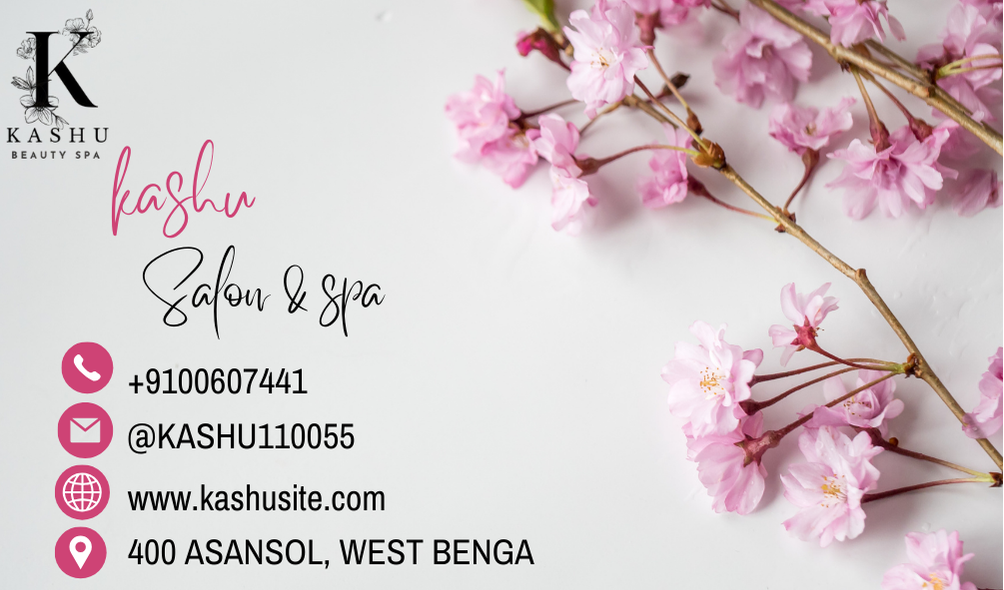 K
KASHU
BEAUTY SPA
kashu
Salon & spa
+9100607441
@KASHU110055
www.kashusite.com
400 ASANSOL, WEST BENGA